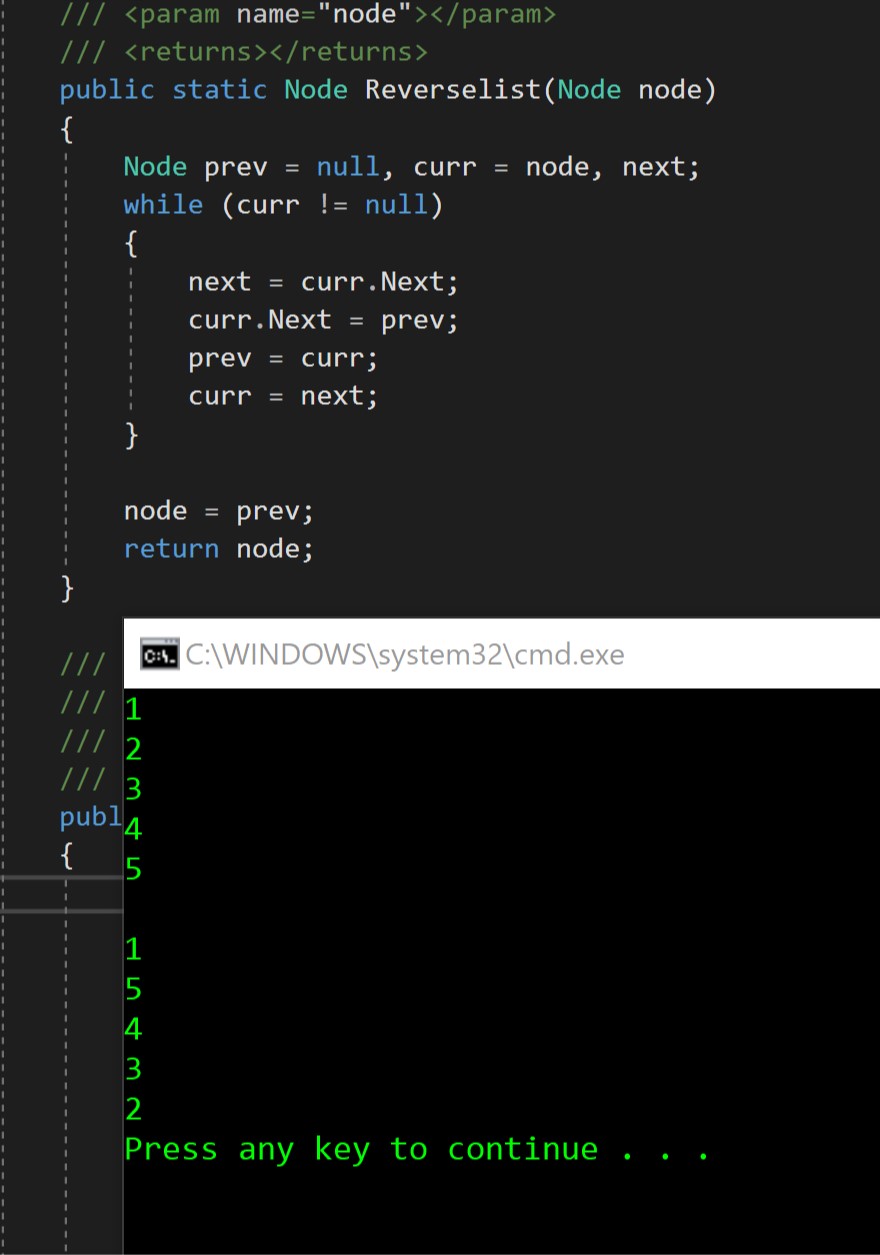 /// <param name="node"></param>
/// <returns></returns>
public static Node Reverselist(Node node)
{
Node prev = null, curr = node, next;
while (curr != null)
{
next = curr.Next;
curr.Next = prev;
prev = curr;
curr = next;
}
node = prev;
return node;
}
///
///
///
///
publ
{
C:\WINDOWS\system32\cmd.exe
1
2
3
4
5
1
5
4
3
2
Press any key to continue . . .